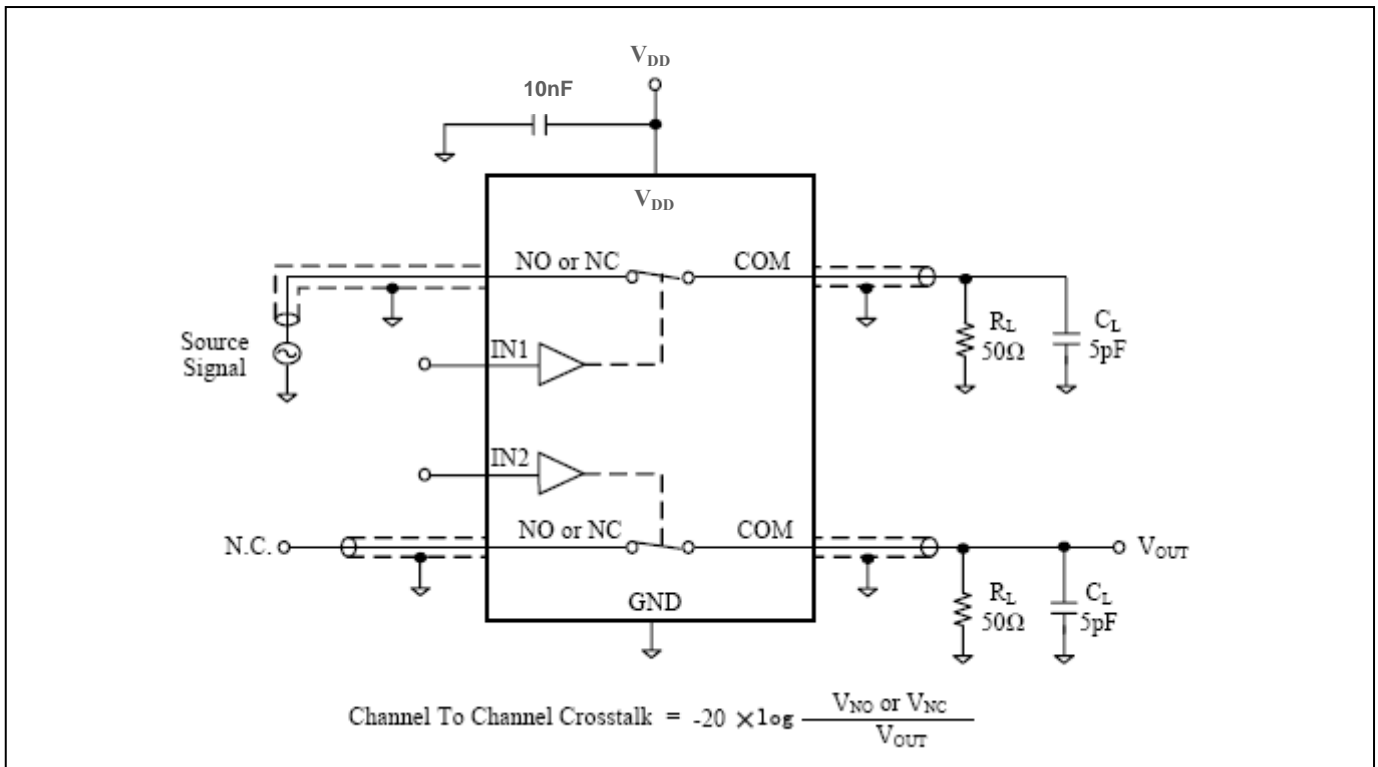 V_DD
10nF
V_DD
NO or NC
COM
Source
Signal
IN1
R_L
50Ω
C_L
5pF
IN2
N.C.
NO or NC
COM
V_OUT
GND
R_L
50Ω
C_L
5pF
Channel To Channel Crosstalk = -20 ×log V_NO or V_NC / V_OUT